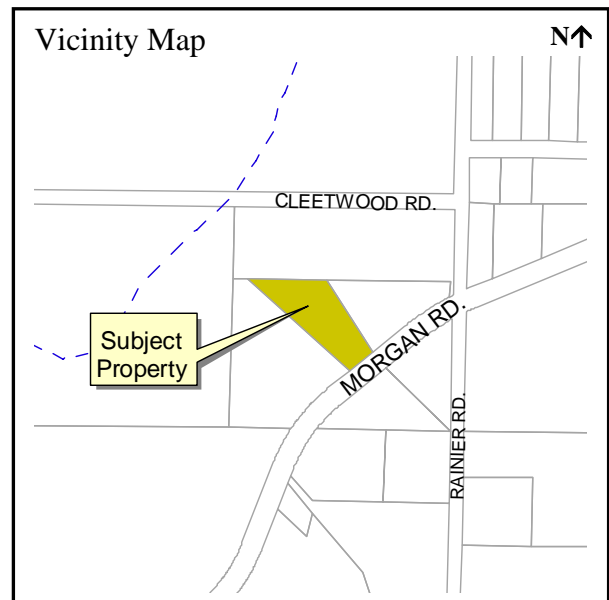 Vicinity Map
N↑
CLEETWOOD RD.
Subject
Property
MORGAN RD.
RAINIER RD.